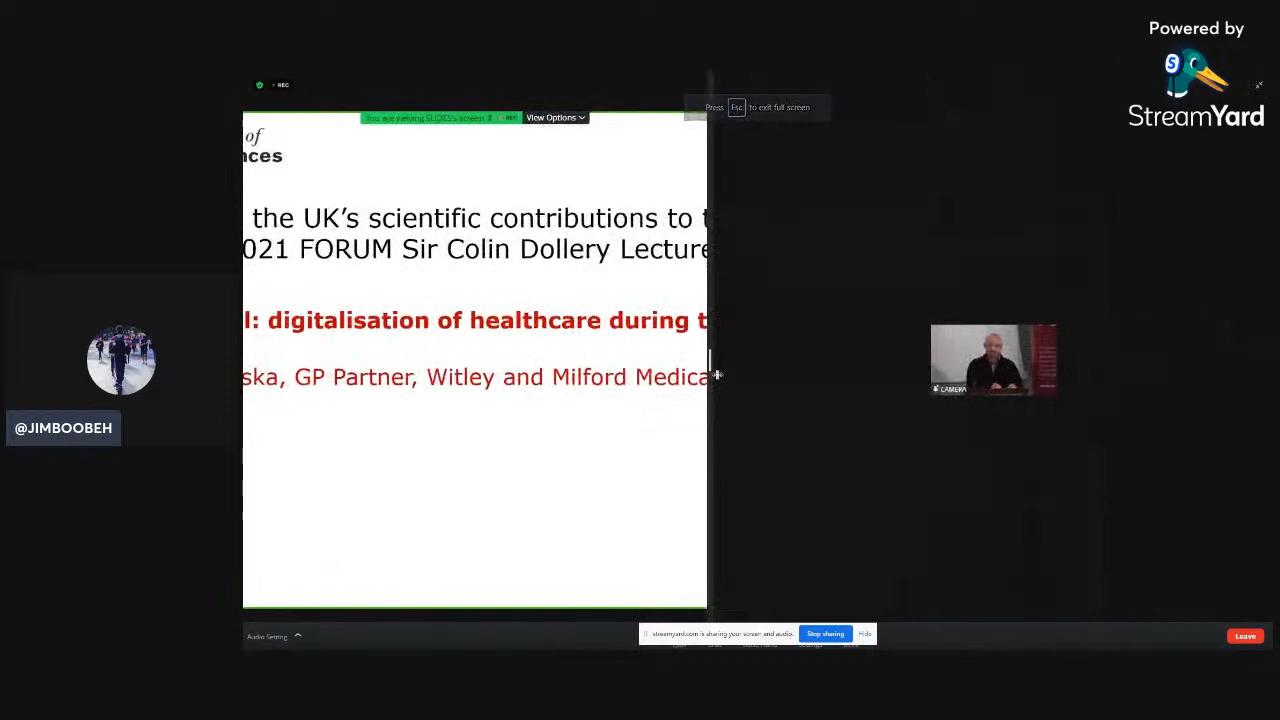 Powered by
StreamYard
REC
Press Esc to exit full screen
You are viewing SLIDES's screen REC View Options
of
nces
the UK's scientific contributions to t
021 FORUM Sir Colin Dollery Lecture
l: digitalisation of healthcare during t
ska, GP Partner, Witley and Milford Medica
CAMERA
@JIMBOOBEH
Audio Setting
streamyard.com is sharing your screen and audio. Stop sharing Hide
Leave